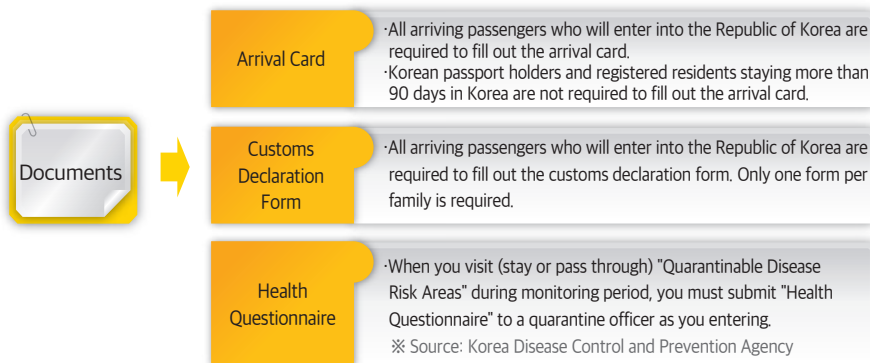 Documents
Arrival Card
·All arriving passengers who will enter into the Republic of Korea are
required to fill out the arrival card.
·Korean passport holders and registered residents staying more than
90 days in Korea are not required to fill out the arrival card.
Customs
Declaration
Form
·All arriving passengers who will enter into the Republic of Korea are
required to fill out the customs declaration form. Only one form per
family is required.
Health
Questionnaire
·When you visit (stay or pass through) "Quarantinable Disease
Risk Areas" during monitoring period, you must submit "Health
Questionnaire" to a quarantine officer as you entering.
※ Source: Korea Disease Control and Prevention Agency